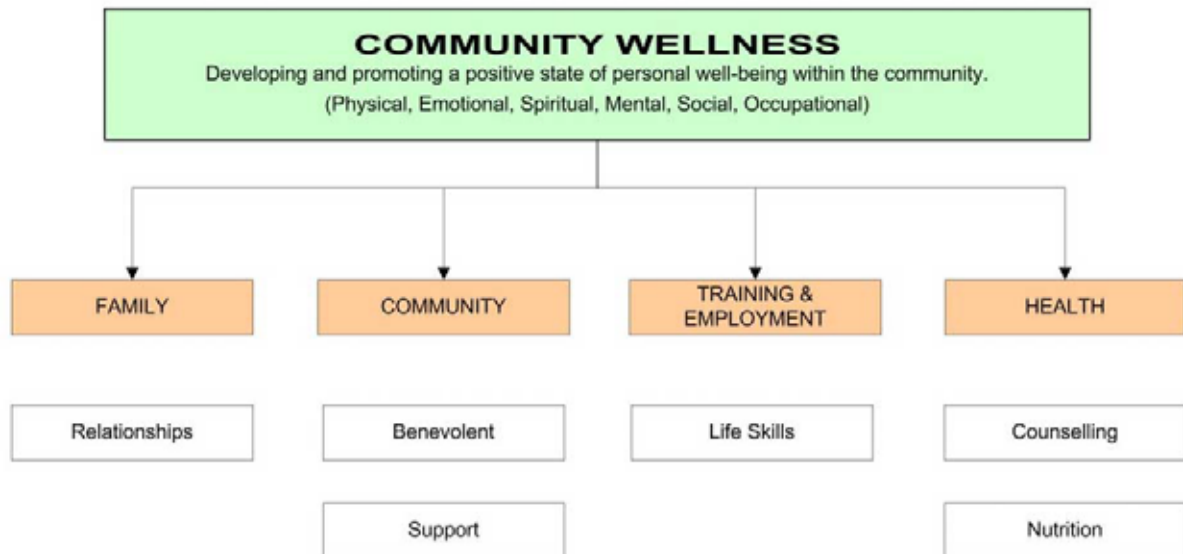 COMMUNITY WELLNESS
Developing and promoting a positive state of personal well-being within the community.
(Physical, Emotional, Spiritual, Mental, Social, Occupational)
FAMILY
COMMUNITY
TRAINING &
EMPLOYMENT
HEALTH
Relationships
Benevolent
Life Skills
Counselling
Support
Nutrition